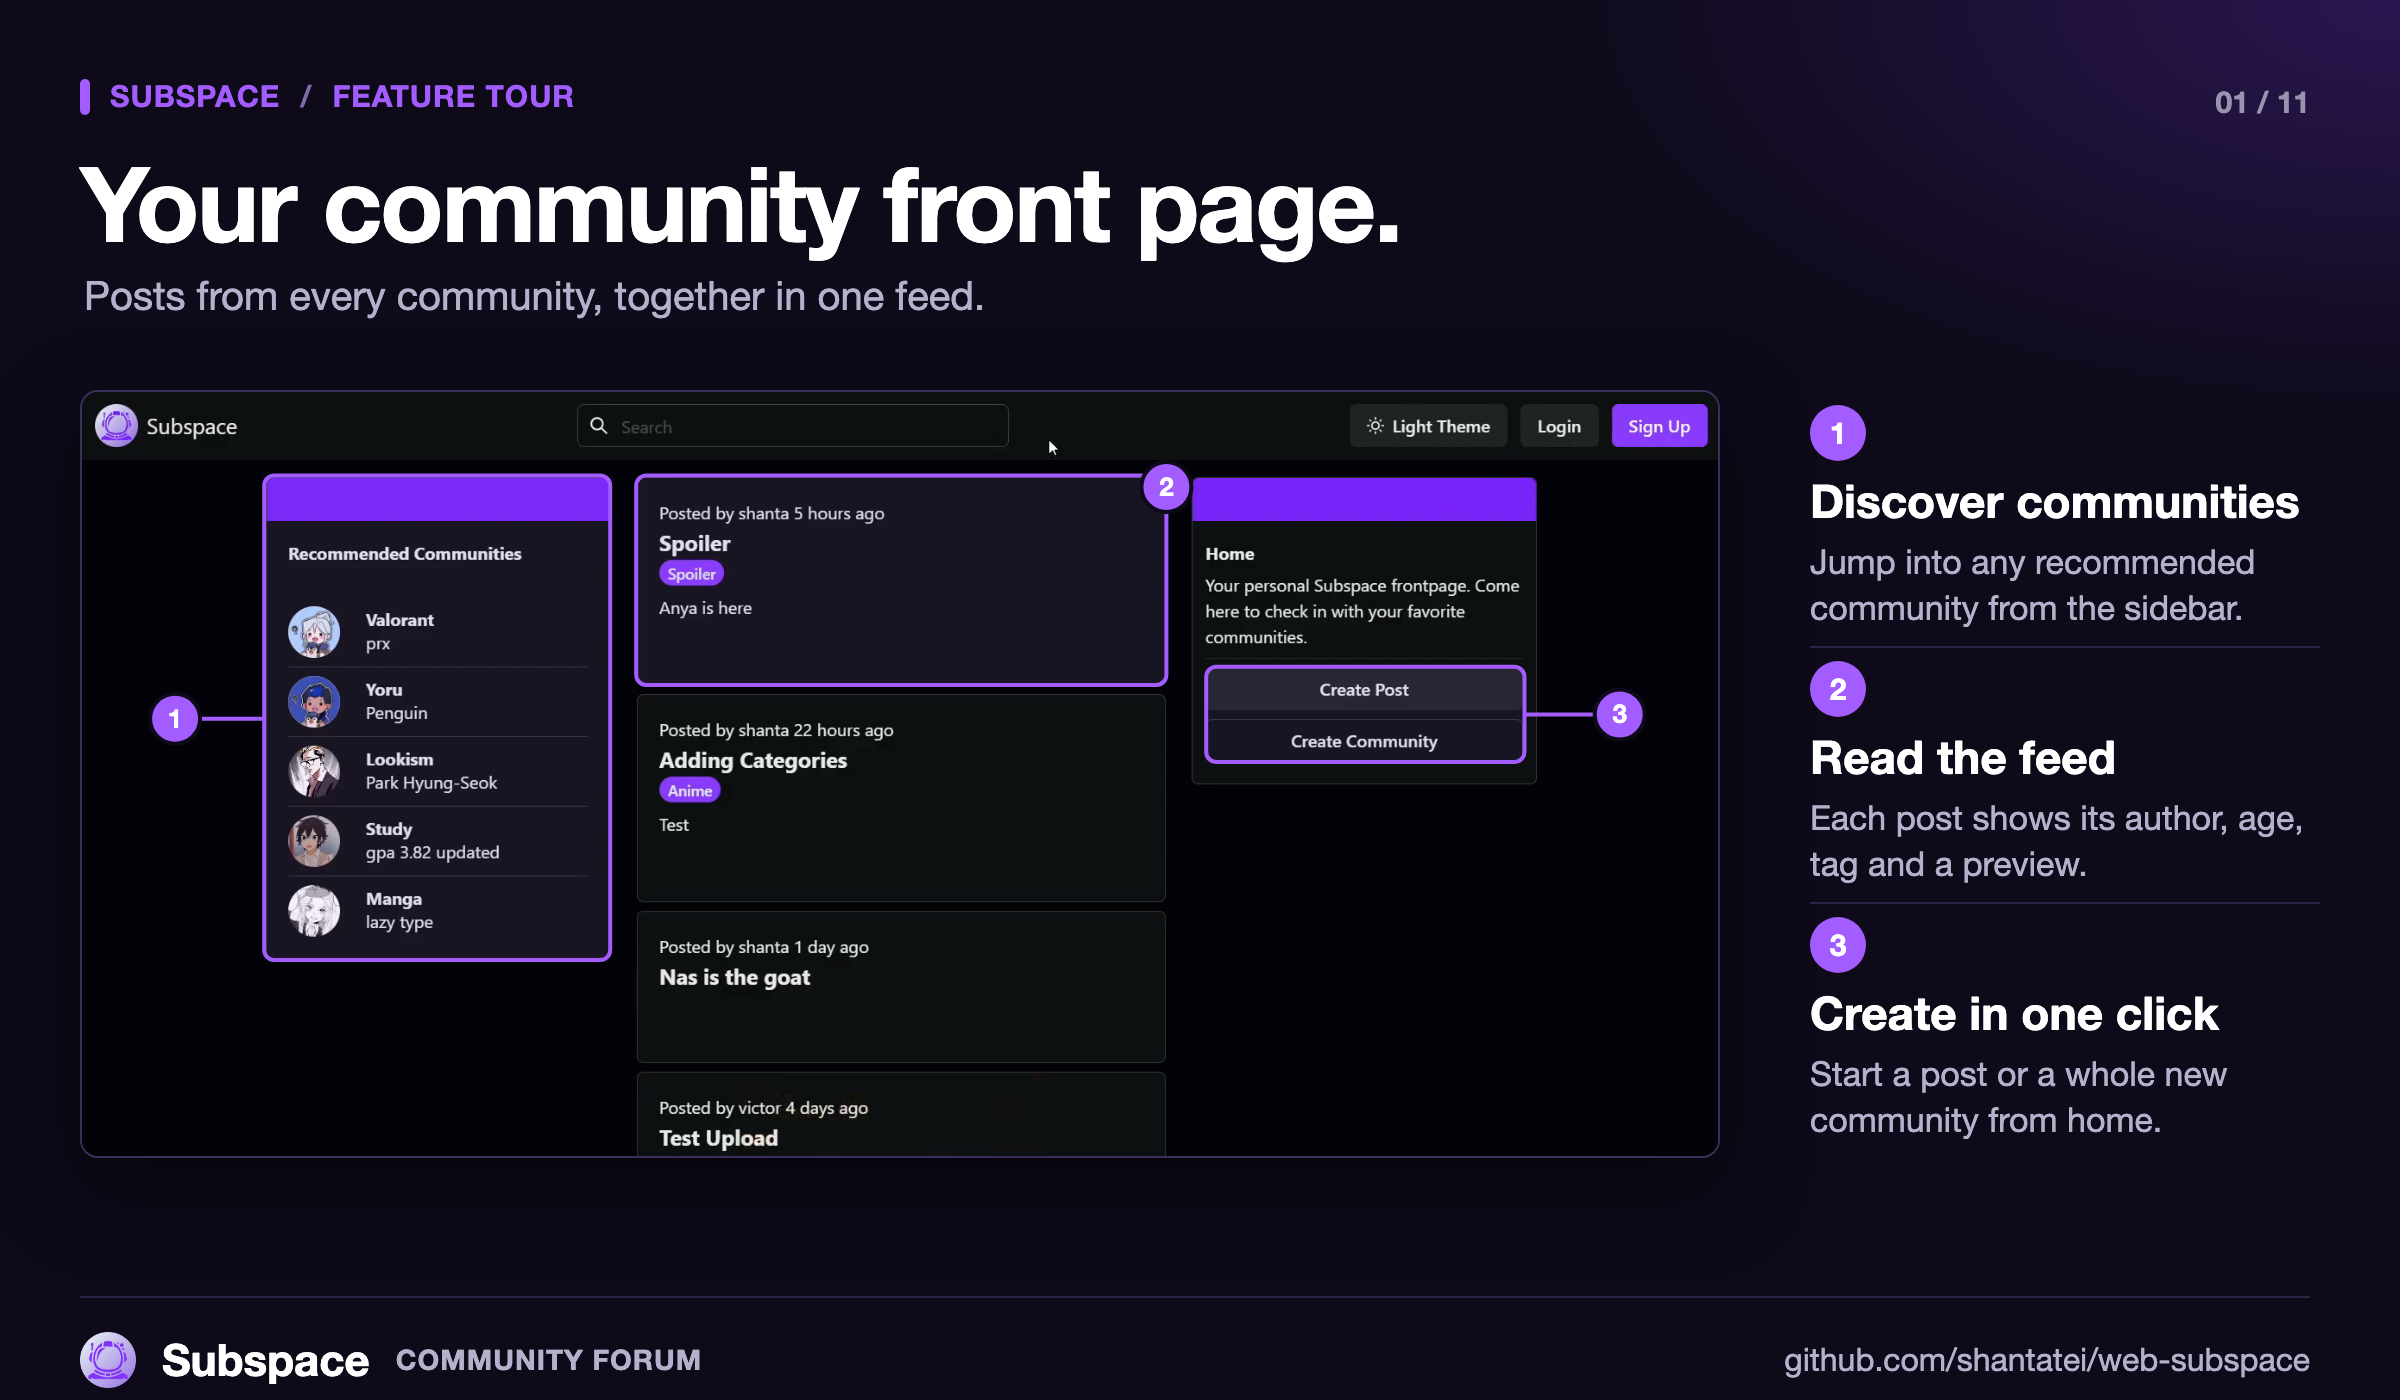 SUBSPACE / FEATURE TOUR
01 / 11
Your community front page.
Posts from every community, together in one feed.
Subspace
Search
Light Theme
Login
Sign Up
Recommended Communities
Valorant
prx
Yoru
Penguin
Lookism
Park Hyung-Seok
Study
gpa 3.82 updated
Manga
lazy type
1
Posted by shanta 5 hours ago
Spoiler
Spoiler
Anya is here
2
Posted by shanta 22 hours ago
Adding Categories
Anime
Test
Posted by shanta 1 day ago
Nas is the goat
Posted by victor 4 days ago
Test Upload
Home
Your personal Subspace frontpage. Come
here to check in with your favorite
communities.
Create Post
Create Community
3
1
Discover communities
Jump into any recommended
community from the sidebar.
2
Read the feed
Each post shows its author, age,
tag and a preview.
3
Create in one click
Start a post or a whole new
community from home.
Subspace COMMUNITY FORUM
github.com/shantatei/web-subspace